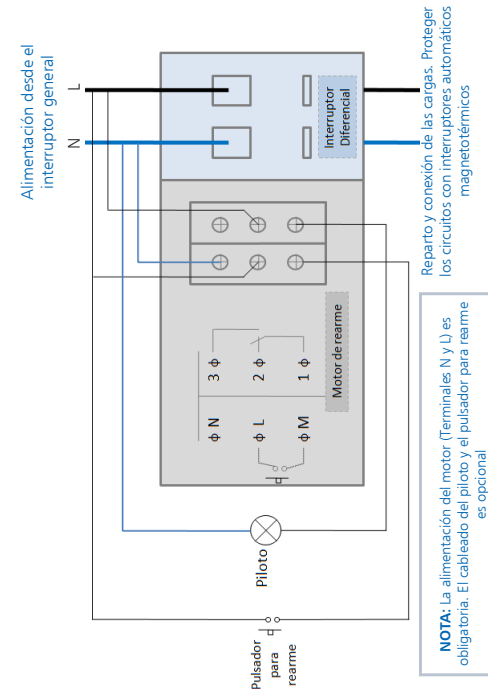 Alimentación desde el
interruptor general
L
N
Interruptor
Diferencial
Reparto y conexión de las cargas. Proteger
los circuitos con interruptores automáticos
magnetotérmicos
ϕ N
3 ϕ
ϕ L
2 ϕ
ϕ M
1 ϕ
Motor de rearme
Piloto
Pulsador
para
rearme
NOTA: La alimentación del motor (Terminales N y L) es
obligatoria. El cableado del piloto y el pulsador para rearme
es opcional